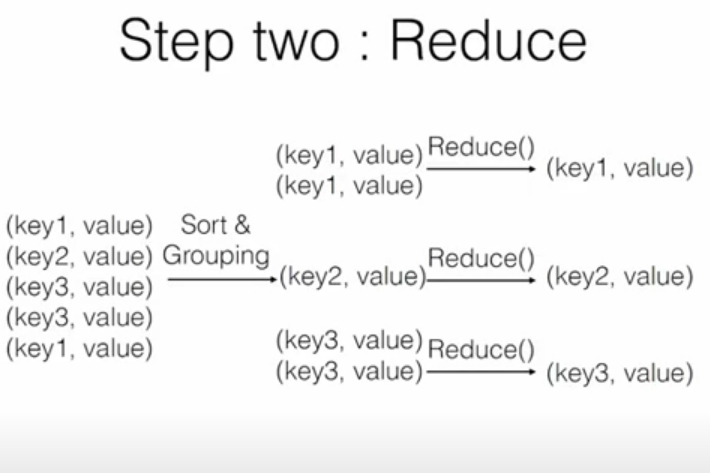 Step two : Reduce
(key1, value)
(key2, value)
(key3, value)
(key3, value)
(key1, value)
Sort &
Grouping
(key1, value)
(key1, value)
Reduce()
(key1, value)
(key2, value)
Reduce()
(key2, value)
(key3, value)
(key3, value)
Reduce()
(key3, value)